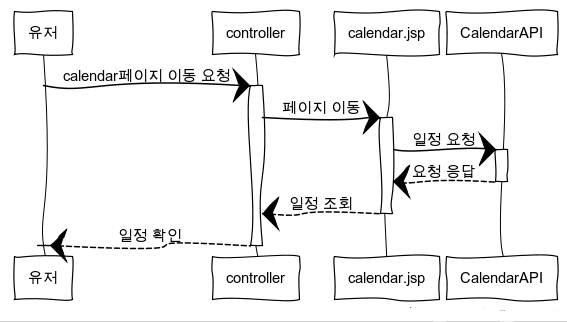 유저 controller calendar.jsp CalendarAPI
calendar페이지 이동 요청
페이지 이동
일정 요청
요청 응답
일정 조회
일정 확인
유저 controller calendar.jsp CalendarAPI